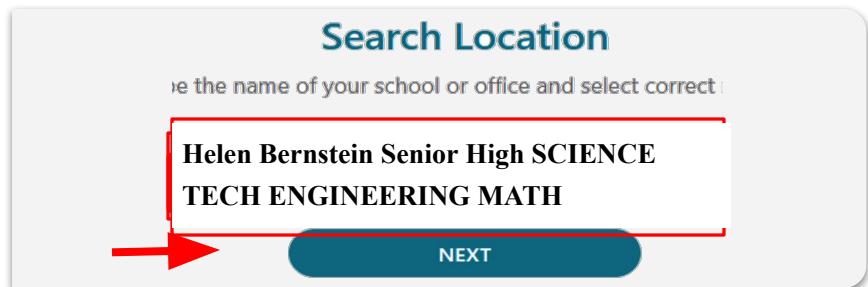 Search Location
e the name of your school or office and select correct
Helen Bernstein Senior High SCIENCE
TECH ENGINEERING MATH
NEXT